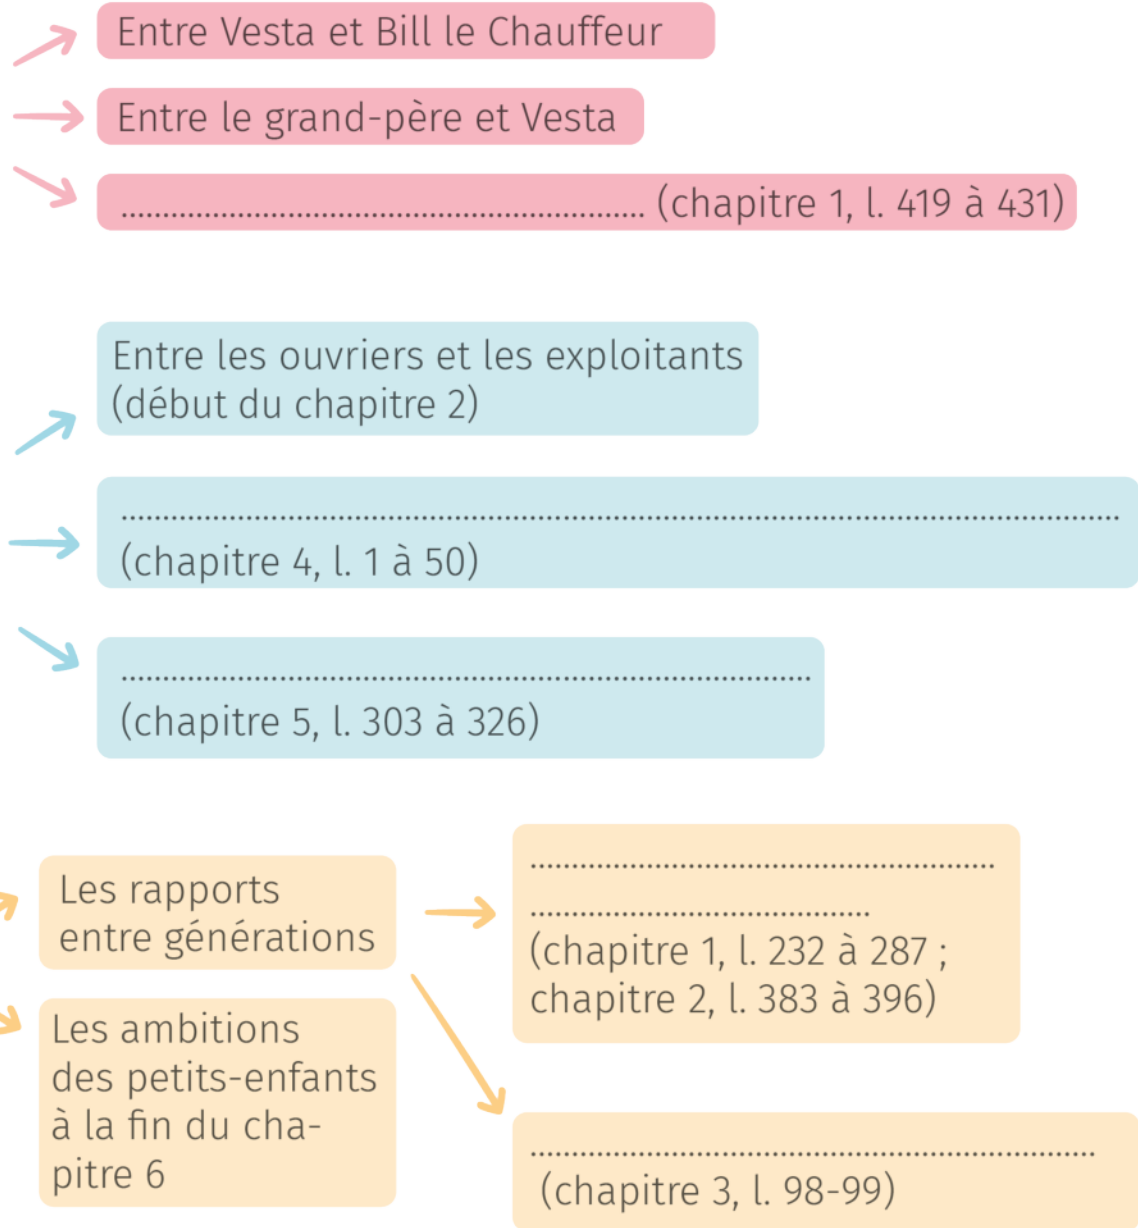 Entre Vesta et Bill le Chauffeur
Entre le grand-père et Vesta
............................................................... (chapitre 1, l. 419 à 431)
Entre les ouvriers et les exploitants
(début du chapitre 2)
........................................................................................................................
(chapitre 4, l. 1 à 50)
...................................................................................
(chapitre 5, l. 303 à 326)
Les rapports
entre générations
........................................................
.........................................
(chapitre 1, l. 232 à 287 ;
chapitre 2, l. 383 à 396)
Les ambitions
des petits-enfants
à la fin du cha-
pitre 6
....................................................................
(chapitre 3, l. 98-99)